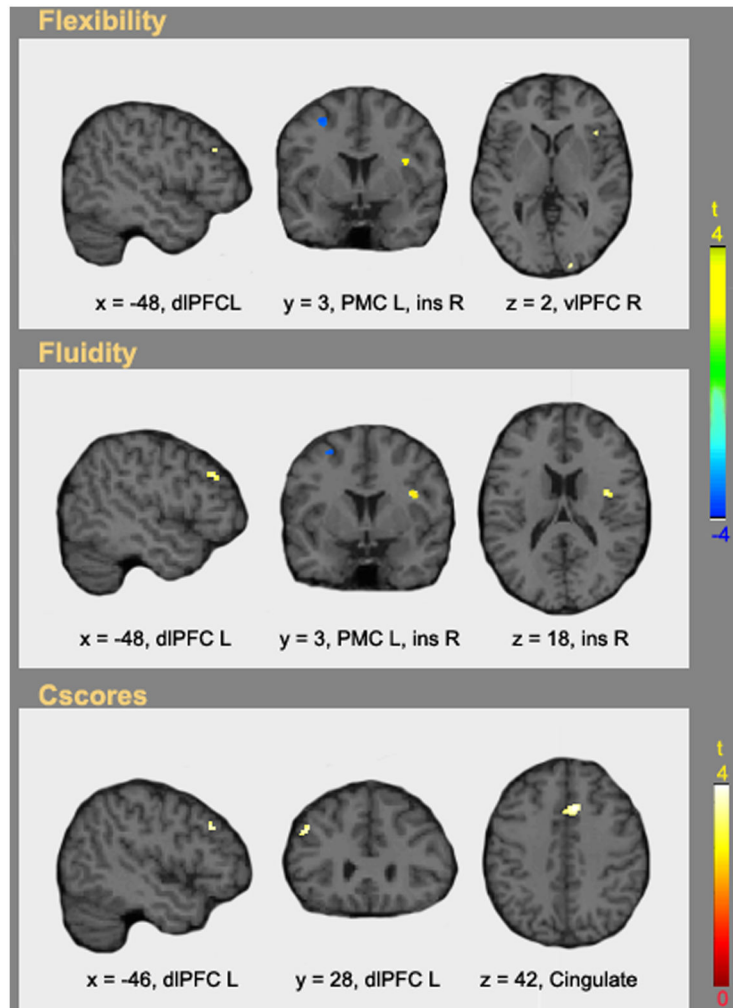 Flexibility
x = -48, dlPFCL
y = 3, PMC L, ins R
z = 2, vlPFC R
t
4
-4
Fluidity
x = -48, dlPFC L
y = 3, PMC L, ins R
z = 18, ins R
Cscores
x = -46, dlPFC L
y = 28, dlPFC L
z = 42, Cingulate
t
4
0